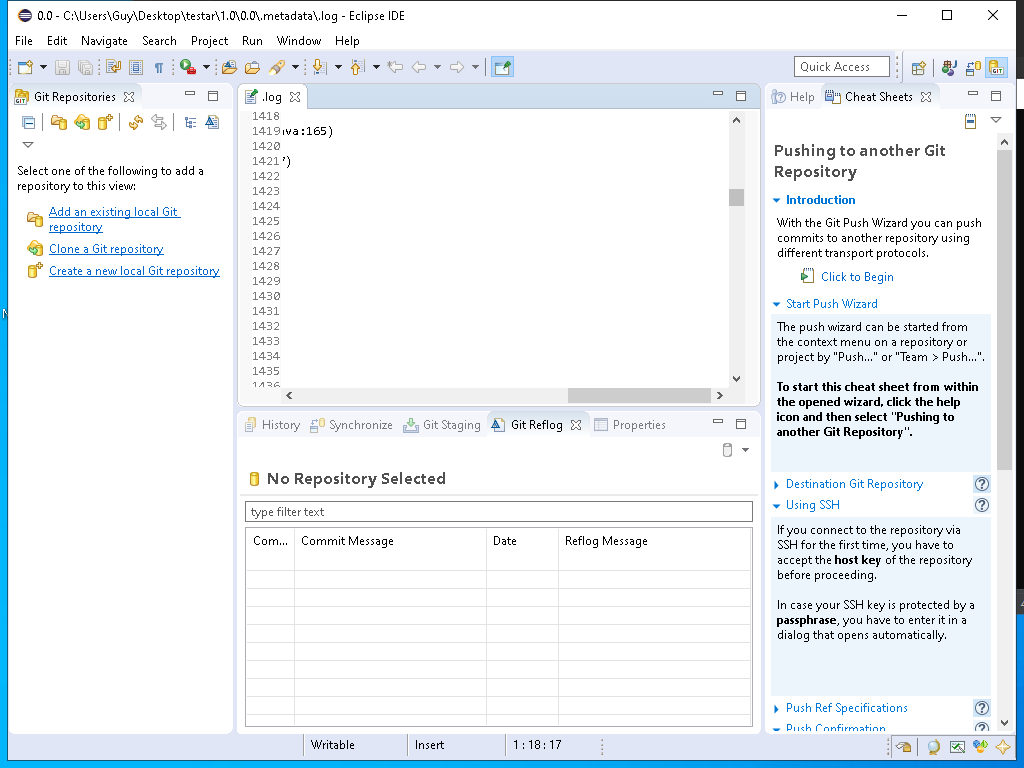 0.0 - C:\Users\Guy\Desktop\testar\1.0\0.0\.metadata\.log - Eclipse IDE
File Edit Navigate Search Project Run Window Help
Quick Access
Git Repositories
Select one of the following to add a
repository to this view:
Add an existing local Git
repository
Clone a Git repository
Create a new local Git repository
.log
1418
1419 va:165)
1420
1421 ')
1422
1423
1424
1425
1426
1427
1428
1429
1430
1431
1432
1433
1434
1435
1436
History Synchronize Git Staging Git Reflog Properties
No Repository Selected
type filter text
Com... Commit Message Date Reflog Message
Help Cheat Sheets
Pushing to another Git
Repository
Introduction
With the Git Push Wizard you can push
commits to another repository using
different transport protocols.
Click to Begin
Start Push Wizard
The push wizard can be started from
the context menu on a repository or
project by "Push..." or "Team > Push...".
To start this cheat sheet from within
the opened wizard, click the help
icon and then select "Pushing to
another Git Repository".
Destination Git Repository
Using SSH
If you connect to the repository via
SSH for the first time, you have to
accept the host key of the repository
before proceeding.
In case your SSH key is protected by a
passphrase, you have to enter it in a
dialog that opens automatically.
Push Ref Specifications
Push Confirmation
Writable Insert 1 : 18 : 17